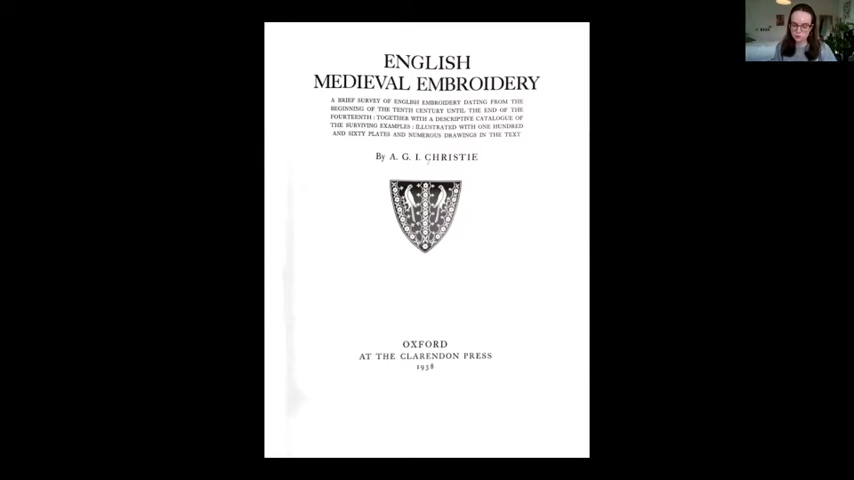 ENGLISH
MEDIEVAL EMBROIDERY
A BRIEF SURVEY OF ENGLISH EMBROIDERY DATING FROM THE
BEGINNING OF THE TENTH CENTURY UNTIL THE END OF THE
FOURTEENTH : TOGETHER WITH A DESCRIPTIVE CATALOGUE OF
THE SURVIVING EXAMPLES : ILLUSTRATED WITH ONE HUNDRED
AND SIXTY PLATES AND NUMEROUS DRAWINGS IN THE TEXT
By A. G. I. CHRISTIE
OXFORD
AT THE CLARENDON PRESS
1938